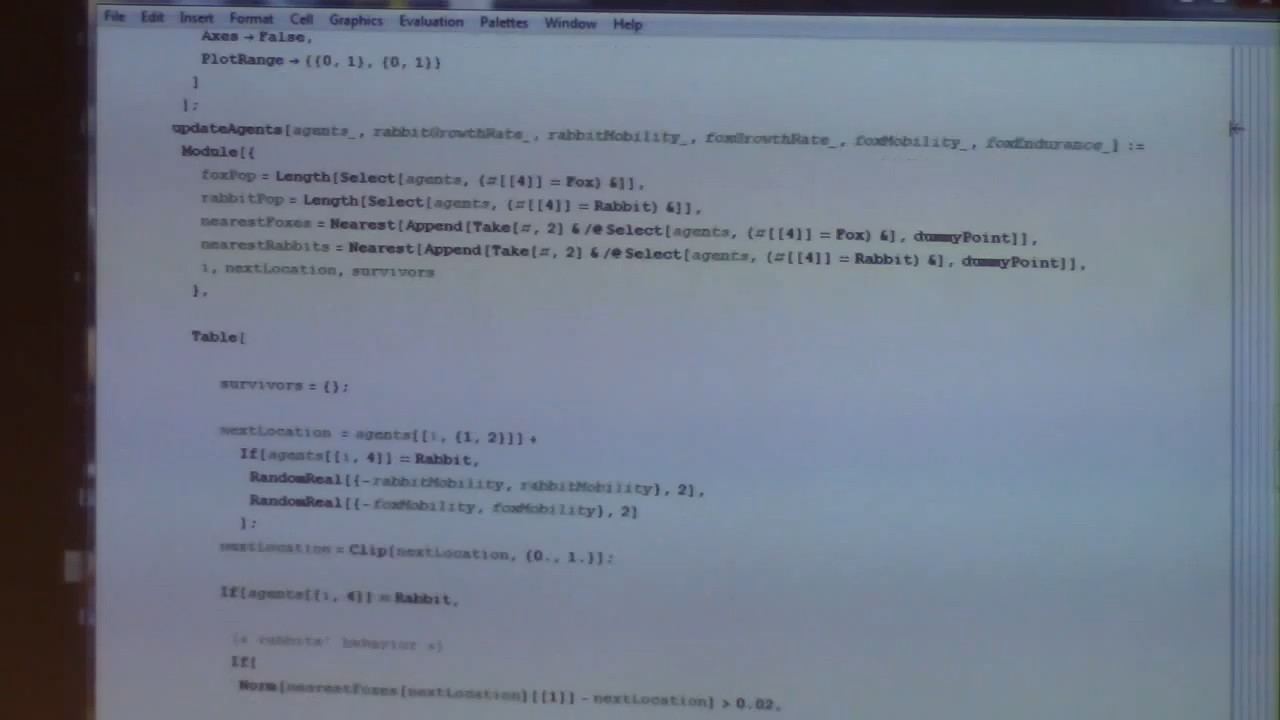 File Edit Insert Format Cell Graphics Evaluation Palettes Window Help
Axes → False,
PlotRange → {{0, 1}, {0, 1}}
]
];
updateAgents[agents_, rabbitGrowthRate_, rabbitMobility_, foxGrowthRate_, foxMobility_, foxEndurance_] :=
Module[{
foxPop = Length[Select[agents, (#[[4]] == Fox) &]],
rabbitPop = Length[Select[agents, (#[[4]] == Rabbit) &]],
nearestFoxes = Nearest[Append[Take[#, 2] & /@ Select[agents, (#[[4]] == Fox) &], dummyPoint]],
nearestRabbits = Nearest[Append[Take[#, 2] & /@ Select[agents, (#[[4]] == Rabbit) &], dummyPoint]],
i, nextLocation, survivors
},
Table[
survivors = {};
nextLocation = agents[[i, {1, 2}]] +
If[agents[[i, 4]] == Rabbit,
RandomReal[{-rabbitMobility, rabbitMobility}, 2],
RandomReal[{-foxMobility, foxMobility}, 2]
];
nextLocation = Clip[nextLocation, {0., 1.}];
If[agents[[i, 4]] == Rabbit,
(* rabbits' behavior *)
If[
Norm[nearestFoxes[nextLocation][[1]] - nextLocation] > 0.02,